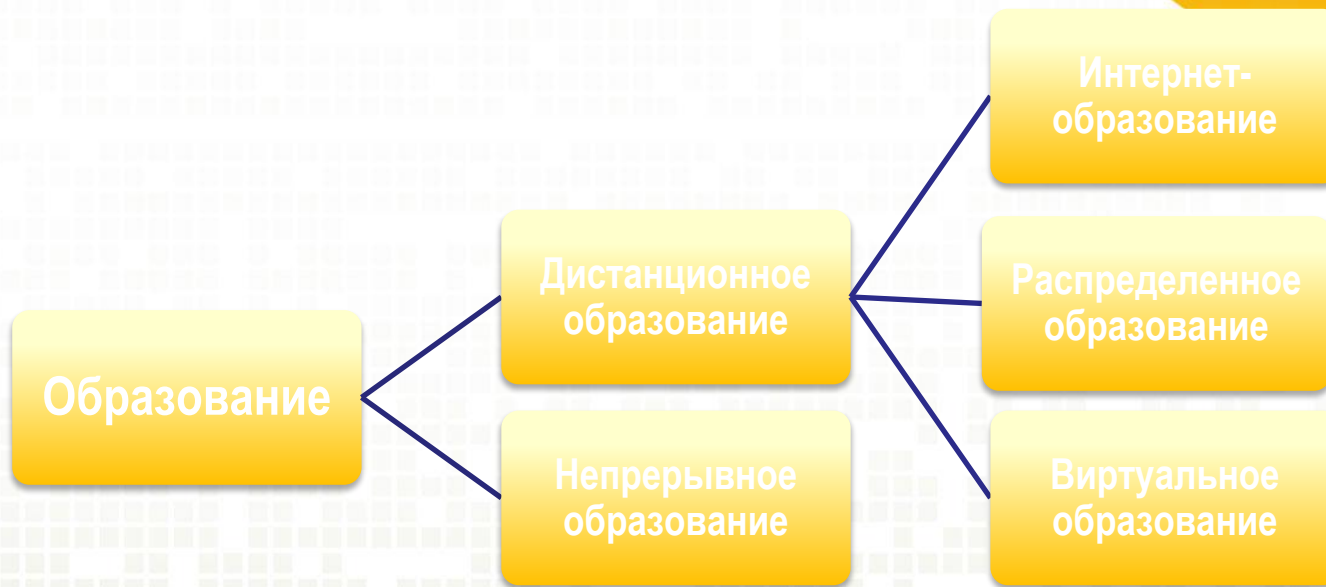 Образование
Дистанционное
образование
Непрерывное
образование
Интернет-
образование
Распределенное
образование
Виртуальное
образование